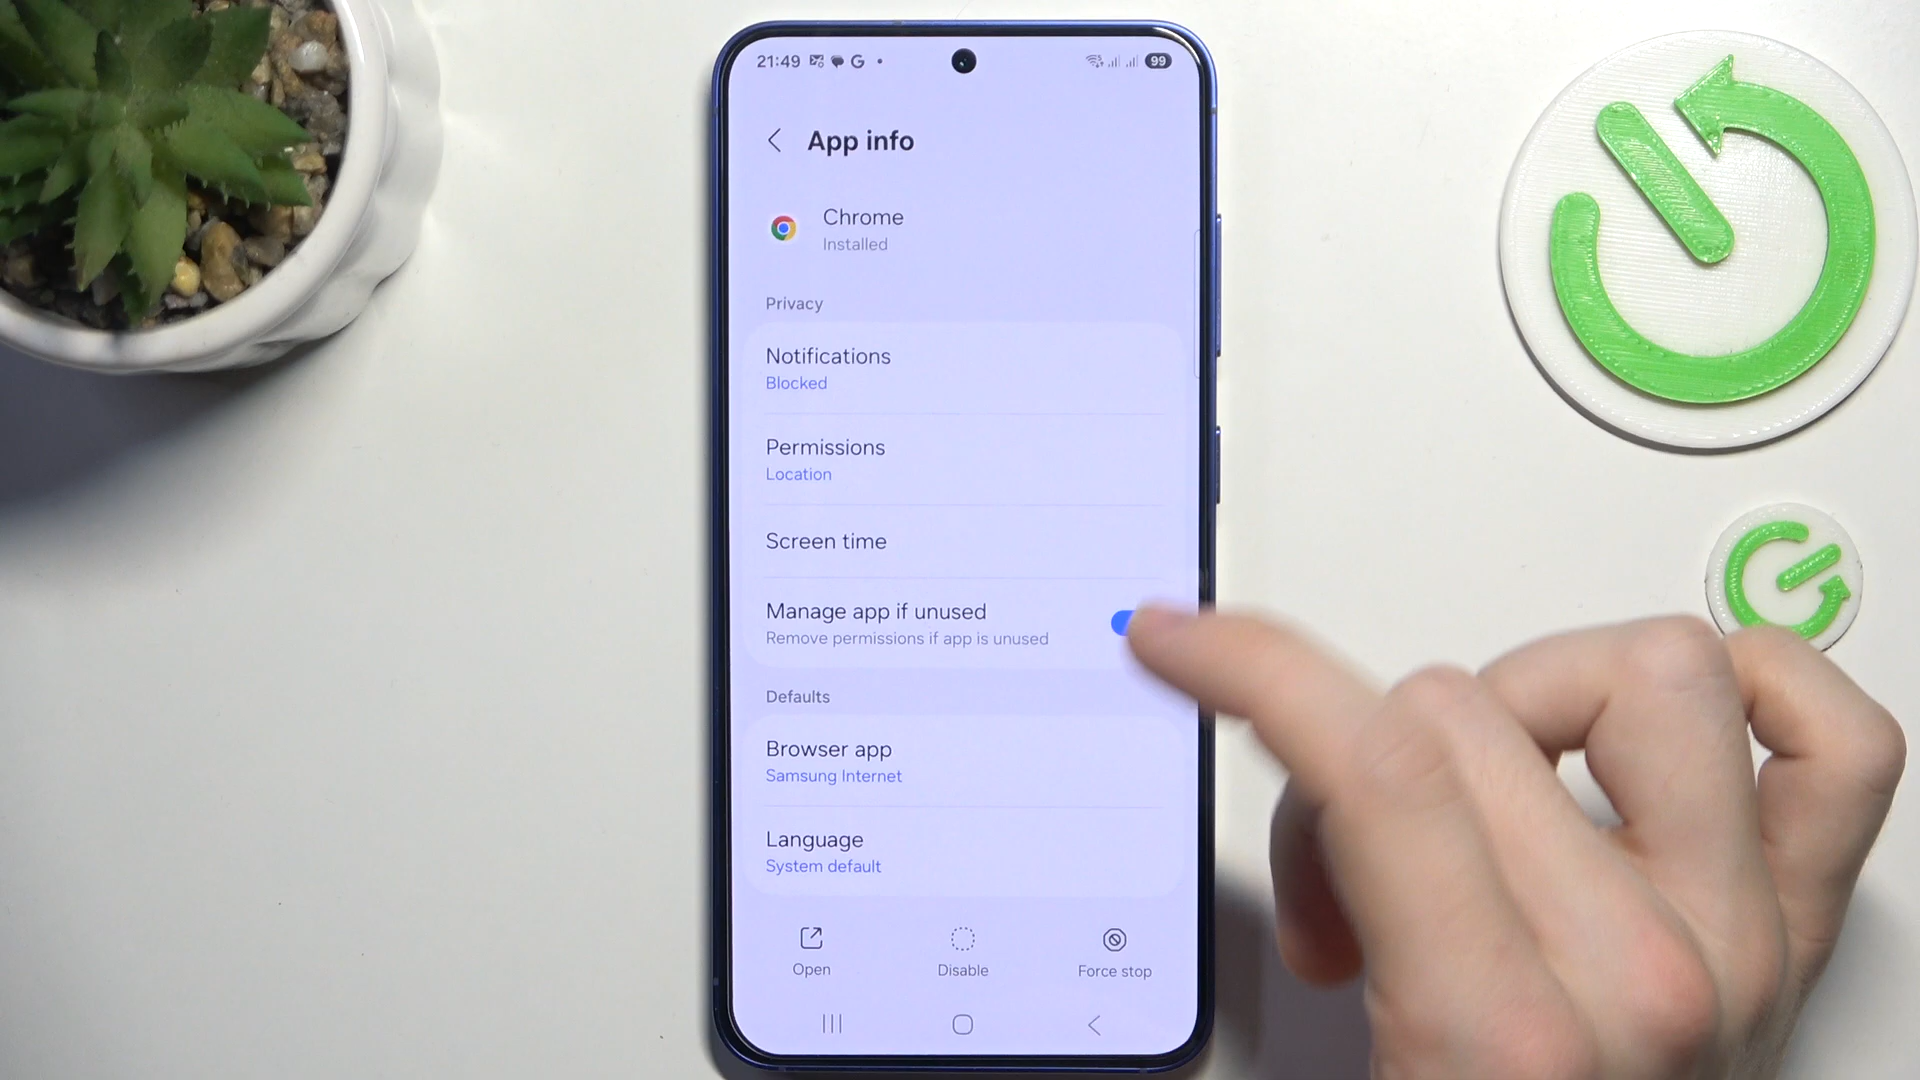 21:49
99
App info
Chrome
Installed
Privacy
Notifications
Blocked
Permissions
Location
Screen time
Manage app if unused
Remove permissions if app is unused
Defaults
Browser app
Samsung Internet
Language
System default
Open
Disable
Force stop